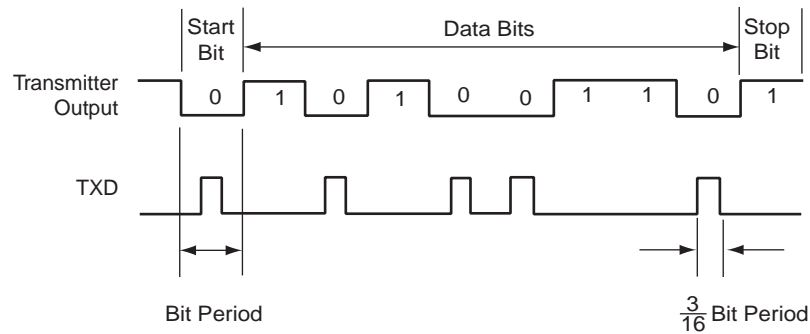 Start
Bit
Data Bits
Stop
Bit
Transmitter
Output
0 1 0 1 0 0 1 1 0 1
TXD
Bit Period
3/16 Bit Period